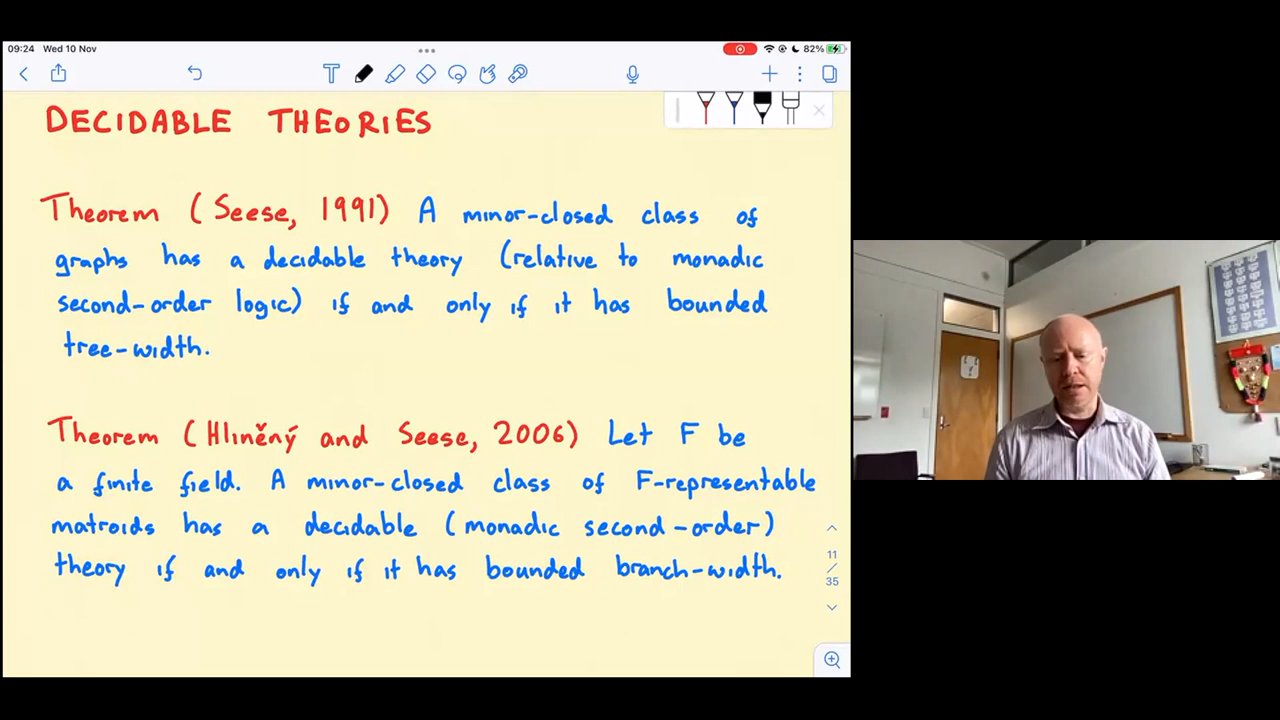 09:24 Wed 10 Nov
82%
DECIDABLE THEORIES
Theorem (Seese, 1991) A minor-closed class of
graphs has a decidable theory (relative to monadic
second-order logic) if and only if it has bounded
tree-width.
Theorem (Hliněný and Seese, 2006) Let F be
a finite field. A minor-closed class of F-representable
matroids has a decidable (monadic second-order)
theory if and only if it has bounded branch-width.
11
/
35